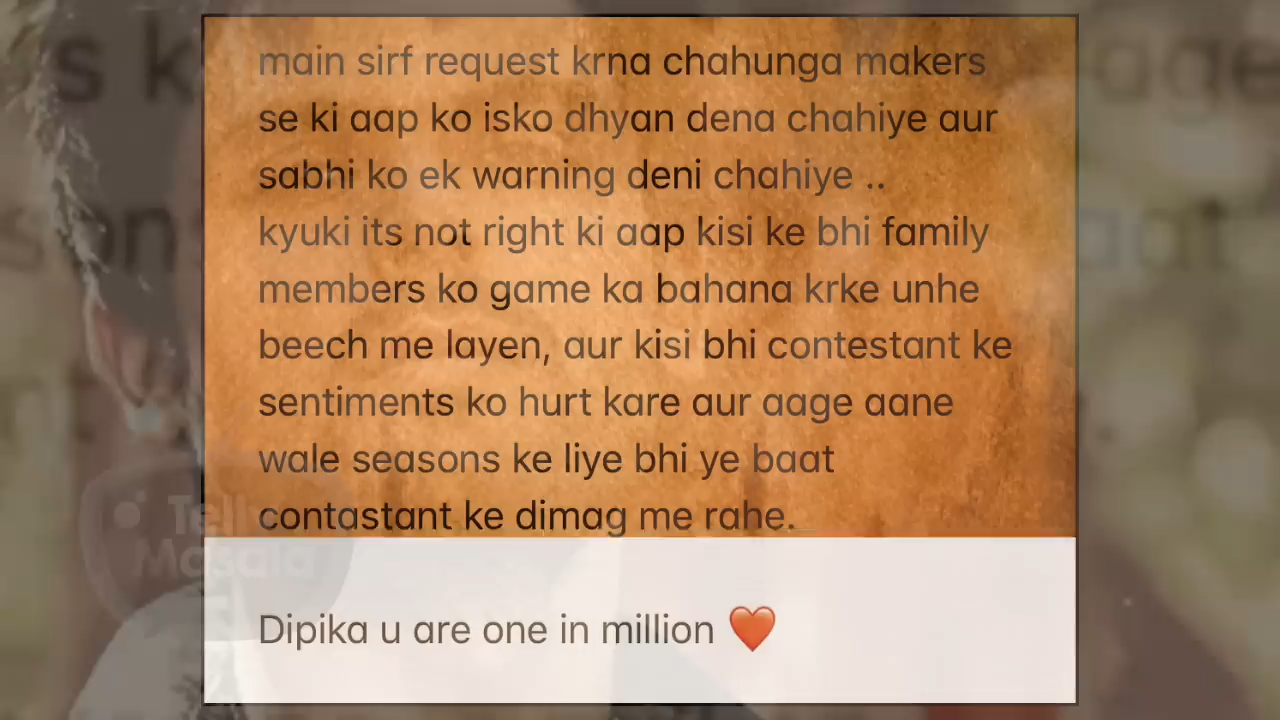 main sirf request krna chahunga makers
se ki aap ko isko dhyan dena chahiye aur
sabhi ko ek warning deni chahiye ..
kyuki its not right ki aap kisi ke bhi family
members ko game ka bahana krke unhe
beech me layen, aur kisi bhi contestant ke
sentiments ko hurt kare aur aage aane
wale seasons ke liye bhi ye baat
contastant ke dimag me rahe.
Telly
Masala
Dipika u are one in million ❤️